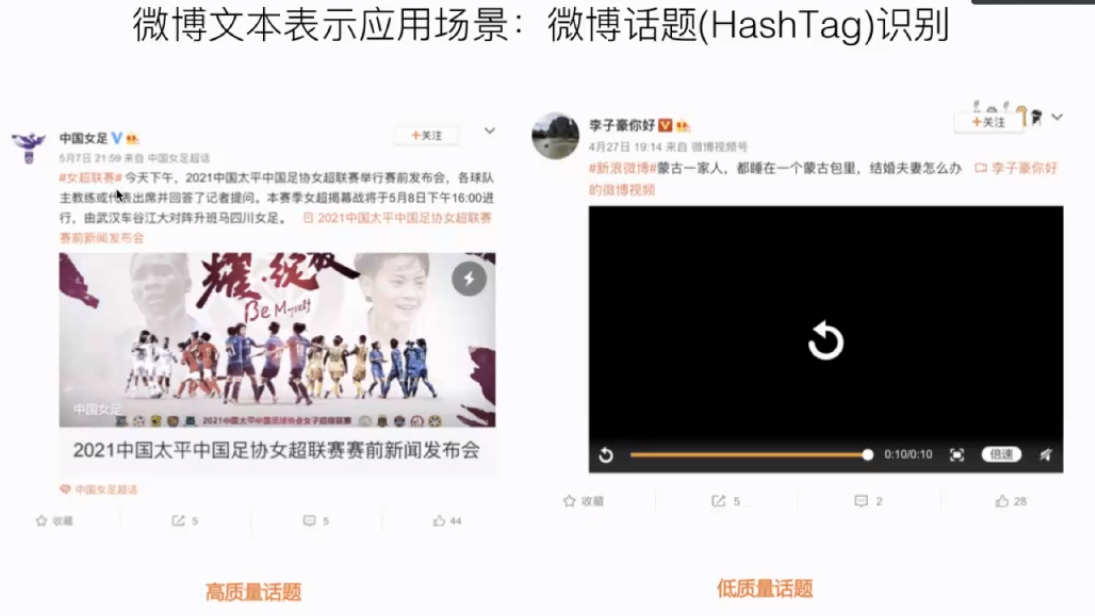 微博文本表示应用场景：微博话题(HashTag)识别
中国女足
+关注
5月7日 21:59 来自 中国女足超话
#女超联赛# 今天下午，2021中国太平中国足协女超联赛举行赛前发布会，各球队
主教练或代表出席并回答了记者提问。本赛季女超揭幕战将于5月8日下午16:00进
行，由武汉车谷江大对阵升班马四川女足。 2021中国太平中国足协女超联赛
赛前新闻发布会
耀·绽放
Be Myself
中国女足
2021中国太平中国足球协会女子超级联赛
2021中国太平中国足协女超联赛赛前新闻发布会
中国女足超话
收藏 5 5 44
高质量话题
李子豪你好
+关注
4月27日 19:14 来自 微博视频号
#新浪微博#蒙古一家人，都睡在一个蒙古包里，结婚夫妻怎么办 李子豪你好
的微博视频
0:10/0:10 倍速
收藏 5 2 28
低质量话题